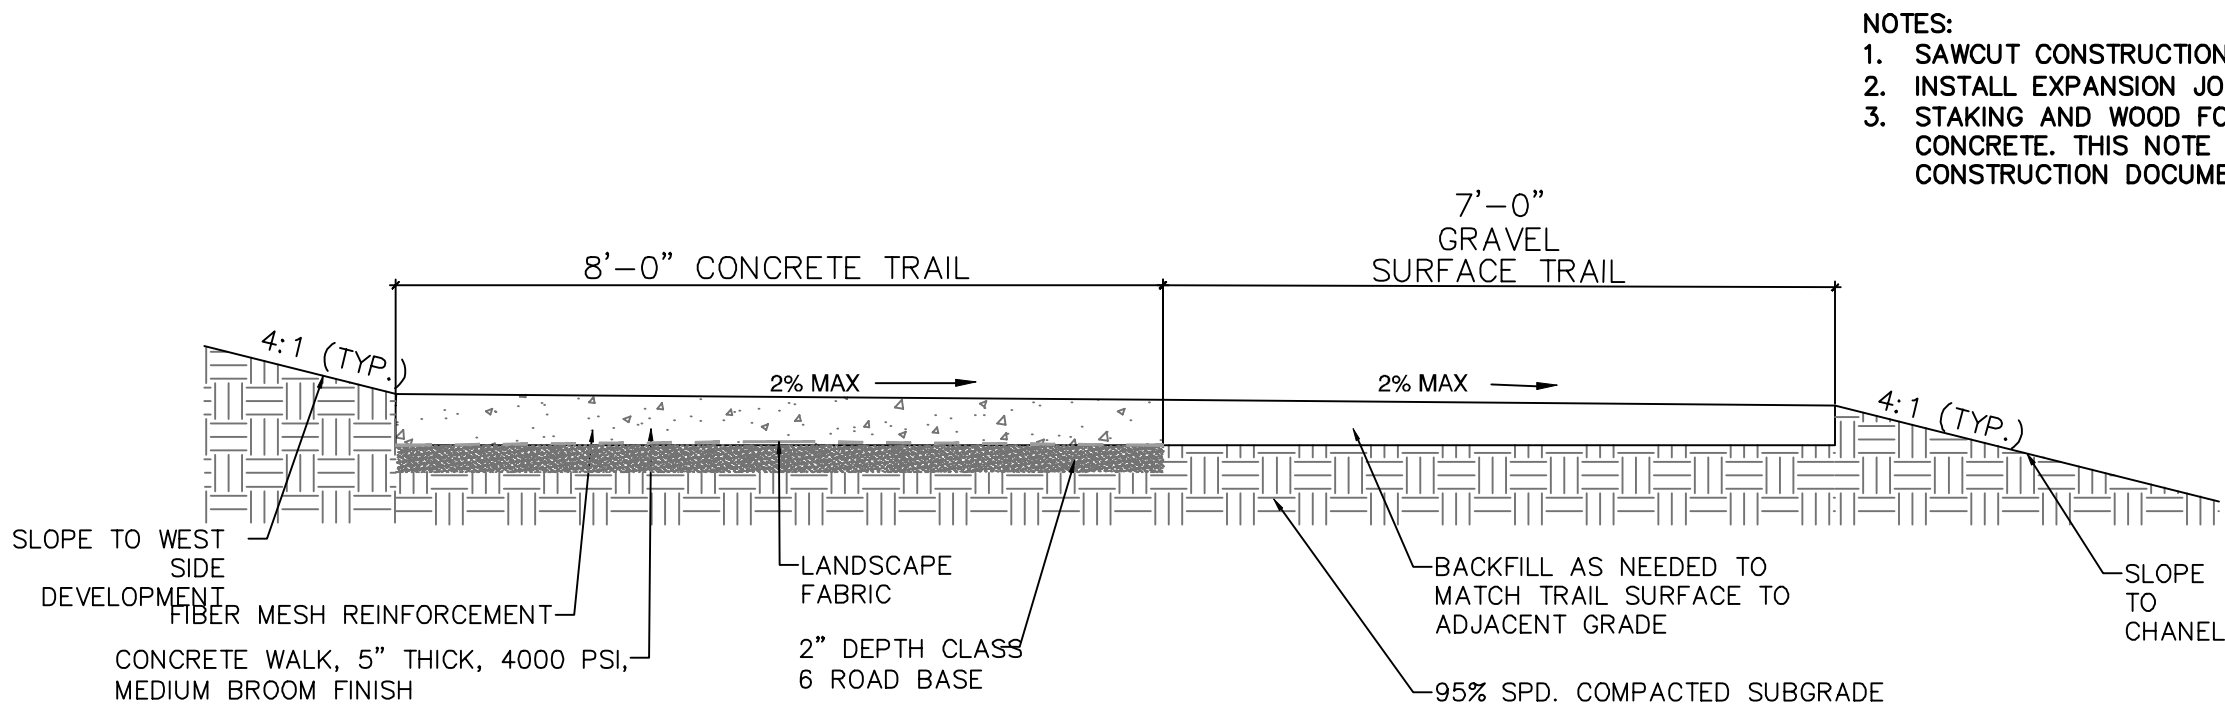 NOTES:
1. SAWCUT CONSTRUCTION
2. INSTALL EXPANSION JO
3. STAKING AND WOOD FO
CONCRETE. THIS NOTE
CONSTRUCTION DOCUME
7'-0"
GRAVEL
SURFACE TRAIL
8'-0" CONCRETE TRAIL
4:1 (TYP.)
2% MAX
2% MAX
4:1 (TYP.)
SLOPE TO WEST
SIDE
DEVELOPMENT
FIBER MESH REINFORCEMENT
CONCRETE WALK, 5" THICK, 4000 PSI,
MEDIUM BROOM FINISH
LANDSCAPE
FABRIC
2" DEPTH CLASS
6 ROAD BASE
BACKFILL AS NEEDED TO
MATCH TRAIL SURFACE TO
ADJACENT GRADE
95% SPD. COMPACTED SUBGRADE
SLOPE
TO
CHANEL